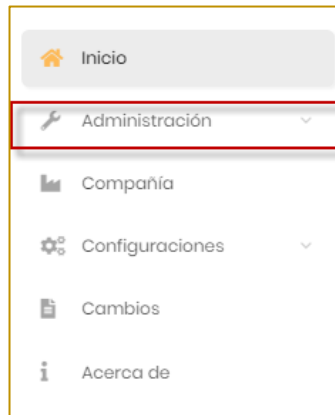 Inicio
Administración
Compañía
Configuraciones
Cambios
Acerca de